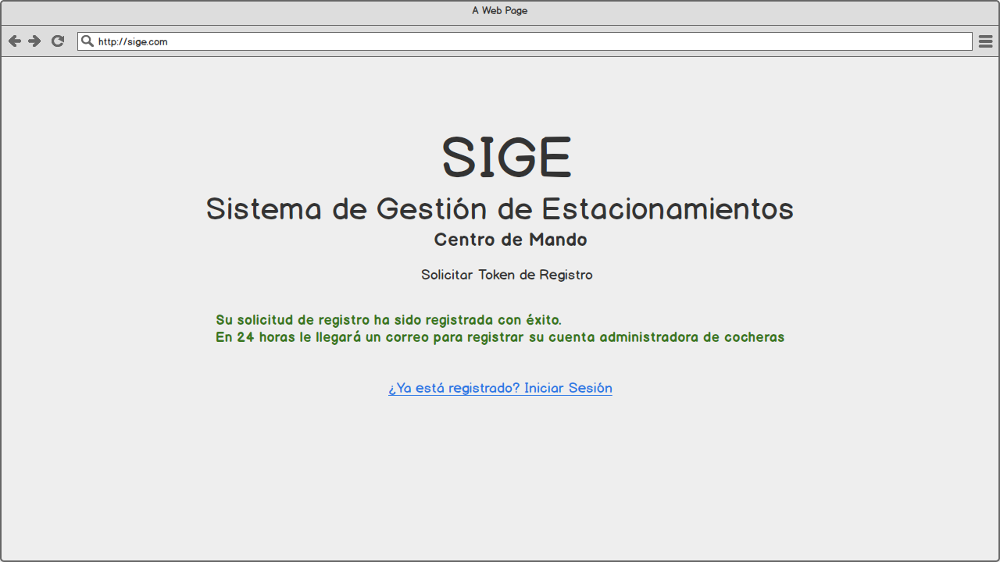 A Web Page
http://sige.com
SIGE
Sistema de Gestión de Estacionamientos
Centro de Mando
Solicitar Token de Registro
Su solicitud de registro ha sido registrada con éxito.
En 24 horas le llegará un correo para registrar su cuenta administradora de cocheras
¿Ya está registrado? Iniciar Sesión